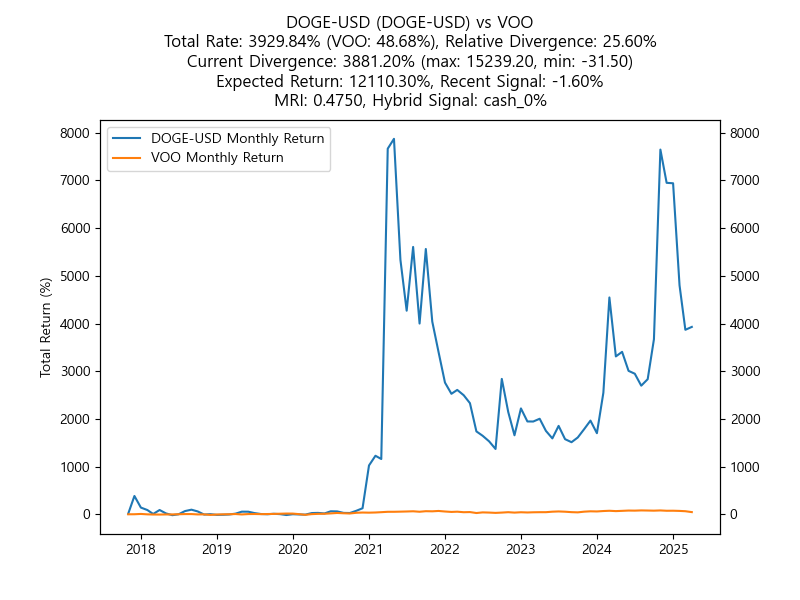 DOGE-USD (DOGE-USD) vs VOO
Total Rate: 3929.84% (VOO: 48.68%), Relative Divergence: 25.60%
Current Divergence: 3881.20% (max: 15239.20, min: -31.50)
Expected Return: 12110.30%, Recent Signal: -1.60%
MRI: 0.4750, Hybrid Signal: cash_0%
DOGE-USD Monthly Return
VOO Monthly Return
Total Return (%)
8000
7000
6000
5000
4000
3000
2000
1000
0
8000
7000
6000
5000
4000
3000
2000
1000
0
2018 2019 2020 2021 2022 2023 2024 2025